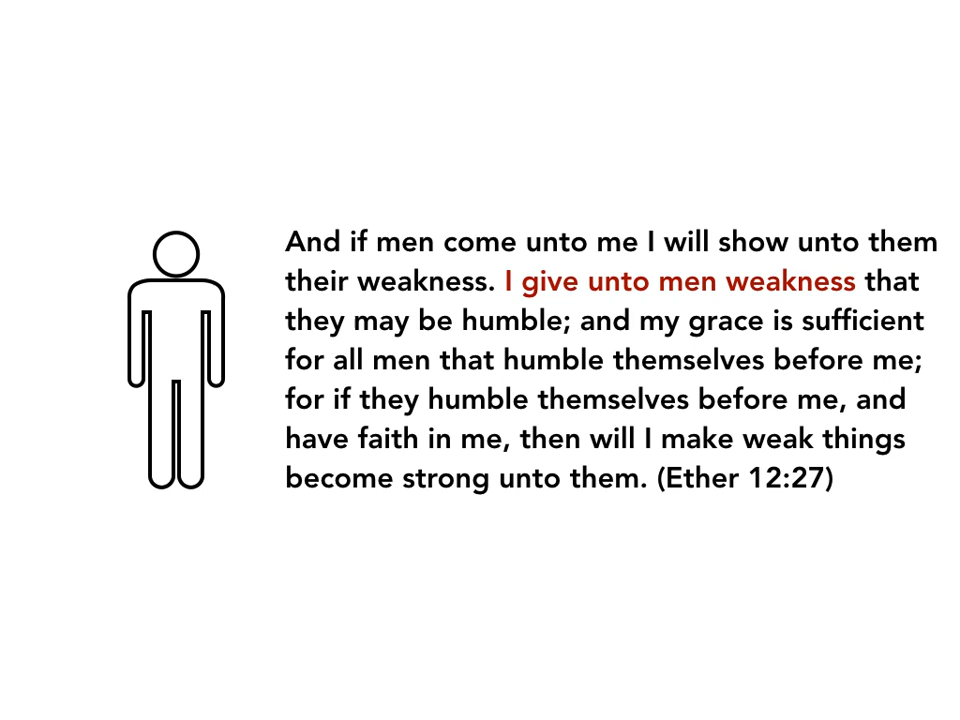 And if men come unto me I will show unto them
their weakness. I give unto men weakness that
they may be humble; and my grace is sufficient
for all men that humble themselves before me;
for if they humble themselves before me, and
have faith in me, then will I make weak things
become strong unto them. (Ether 12:27)